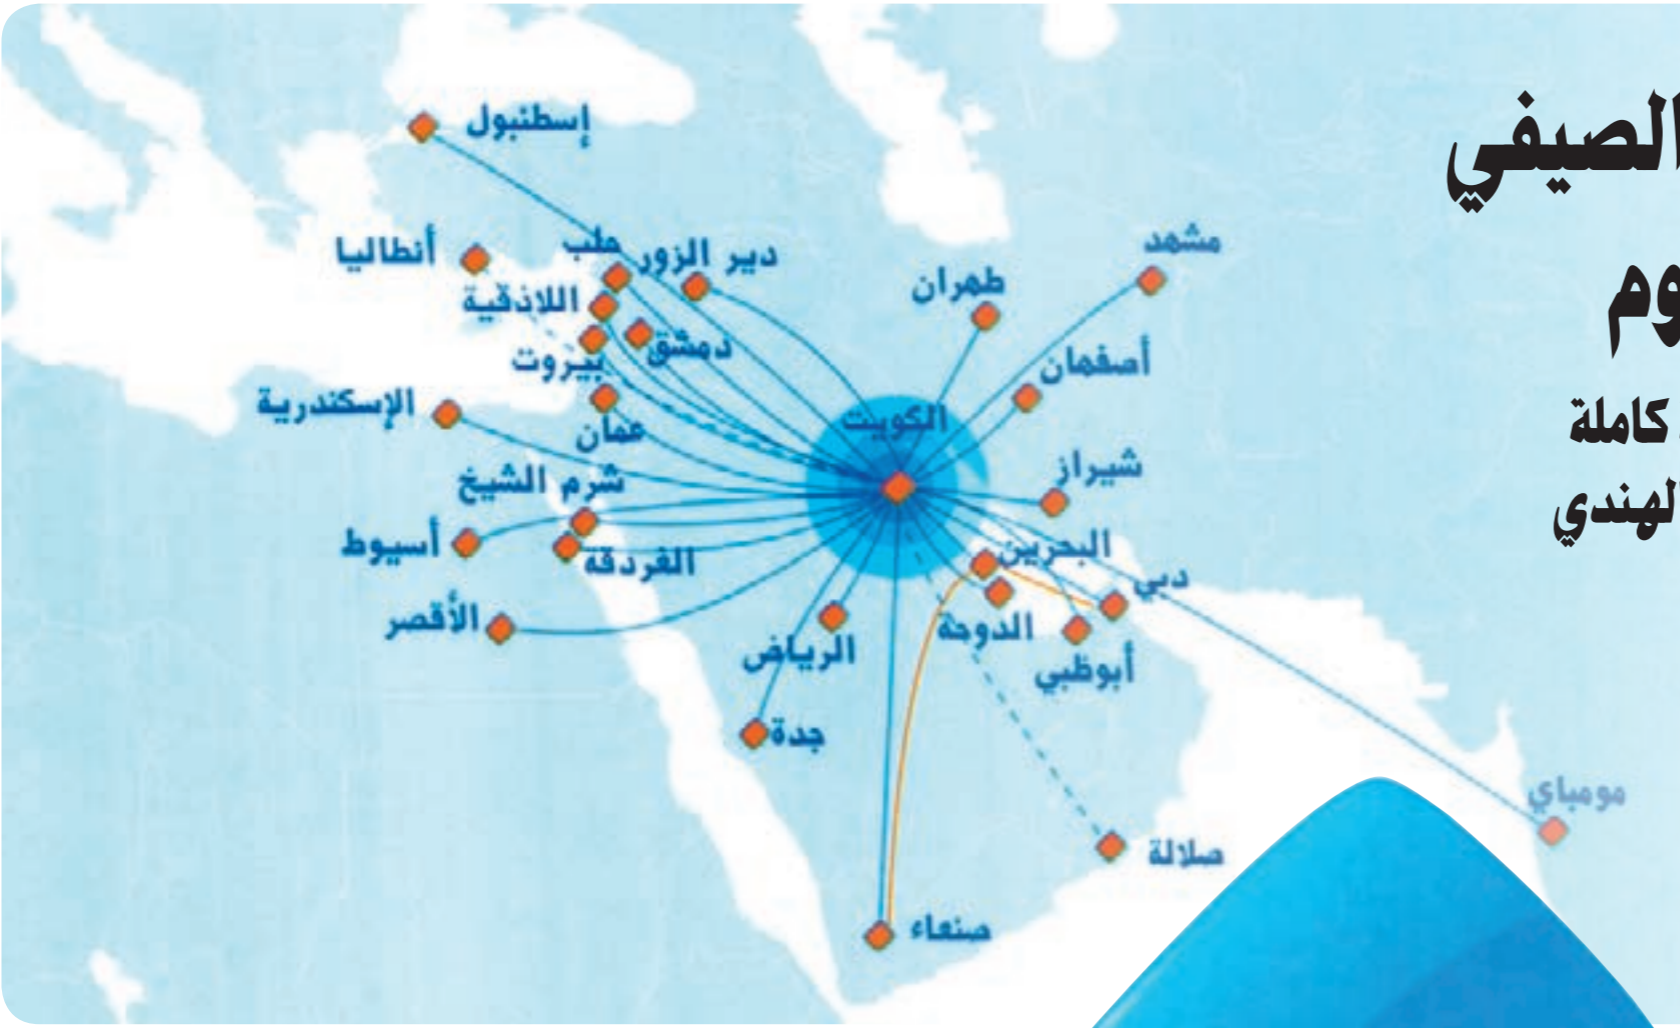 الصيفي
وم
كاملة
لهندي
إسطنبول
أنطاليا
حلب
دير الزور
اللاذقية
دمشق
بيروت
عمان
الإسكندرية
شرم الشيخ
أسيوط
الغردقة
الأقصر
الكويت
طهران
مشهد
أصفهان
شيراز
البحرين
دبي
الدوحة
أبوظبي
الرياض
جدة
مومباي
صلالة
صنعاء